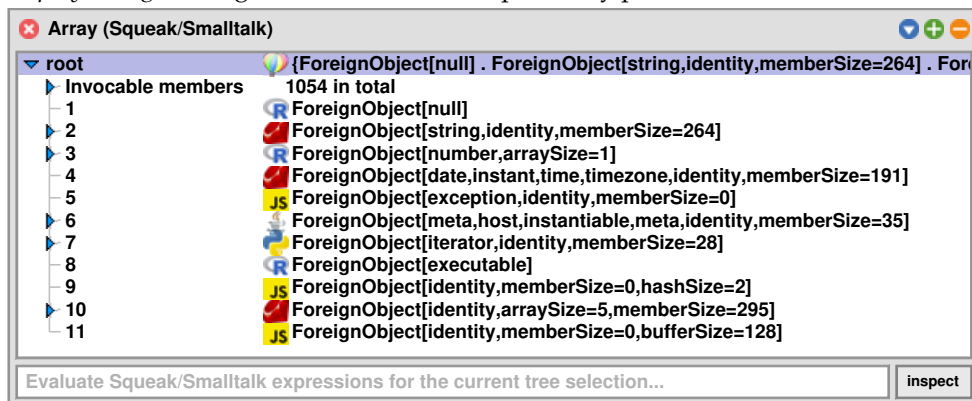 Array (Squeak/Smalltalk)
root {ForeignObject[null] . ForeignObject[string,identity,memberSize=264] . Fore
Invocable members 1054 in total
1 R ForeignObject[null]
2 ForeignObject[string,identity,memberSize=264]
3 R ForeignObject[number,arraySize=1]
4 ForeignObject[date,instant,time,timezone,identity,memberSize=191]
5 JS ForeignObject[exception,identity,memberSize=0]
6 ForeignObject[meta,host,instantiable,meta,identity,memberSize=35]
7 ForeignObject[iterator,identity,memberSize=28]
8 R ForeignObject[executable]
9 JS ForeignObject[identity,memberSize=0,hashSize=2]
10 ForeignObject[identity,arraySize=5,memberSize=295]
11 JS ForeignObject[identity,memberSize=0,bufferSize=128]
Evaluate Squeak/Smalltalk expressions for the current tree selection... inspect